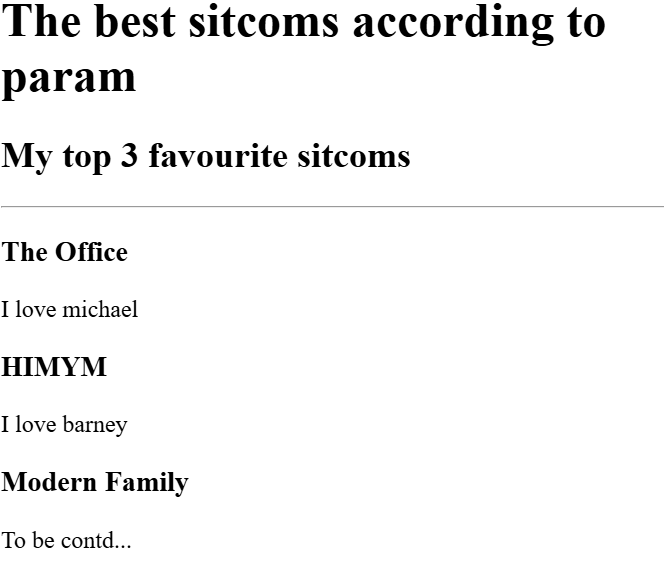 The best sitcoms according to
param
My top 3 favourite sitcoms
The Office
I love michael
HIMYM
I love barney
Modern Family
To be contd...